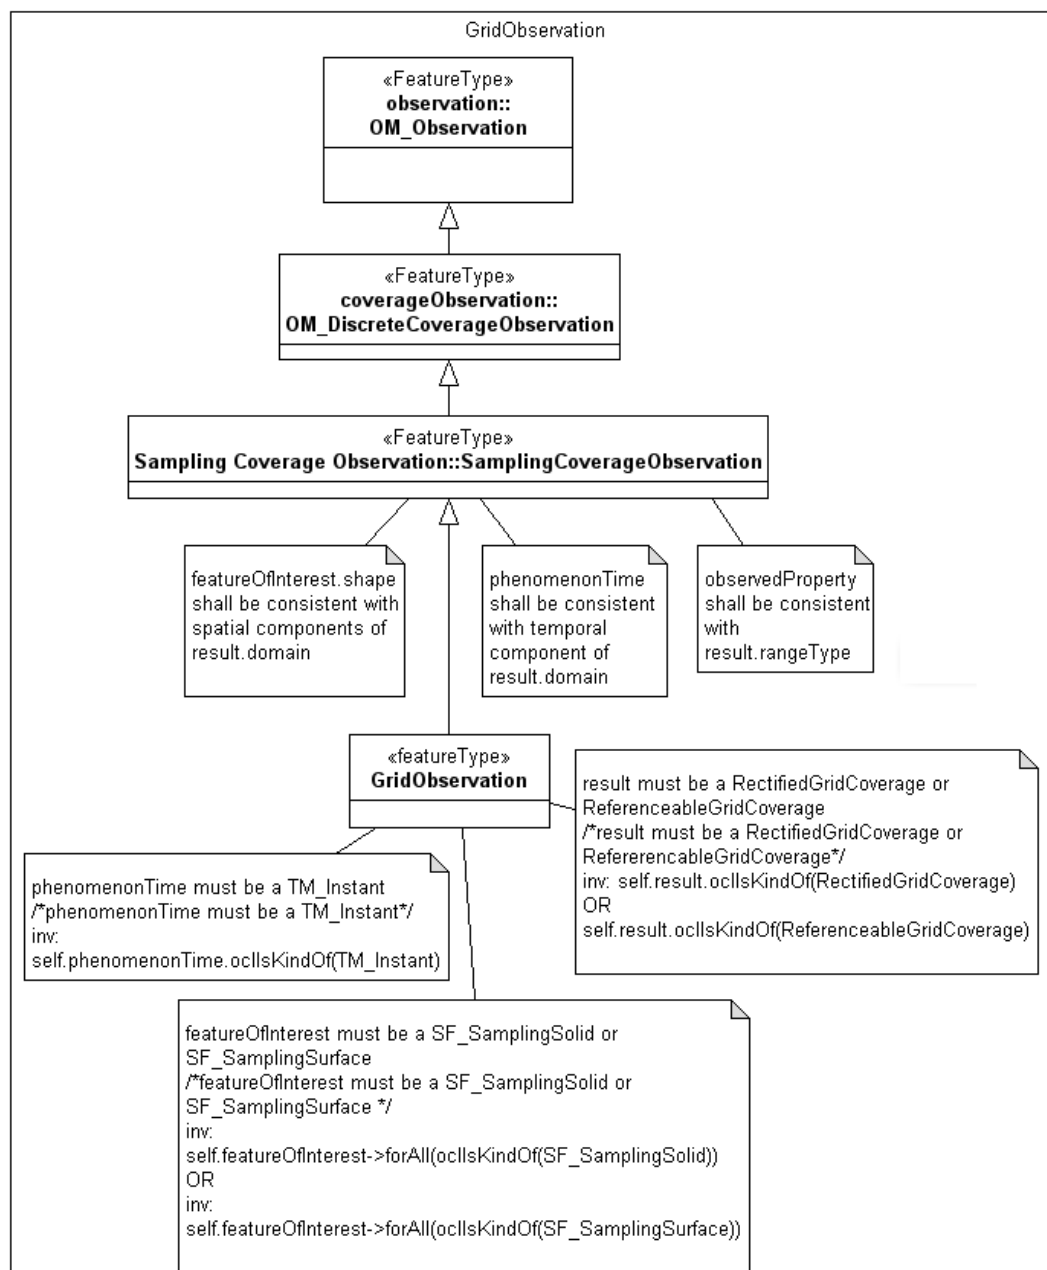 GridObservation
«FeatureType»
observation::
OM_Observation
«FeatureType»
coverageObservation::
OM_DiscreteCoverageObservation
«FeatureType»
Sampling Coverage Observation::SamplingCoverageObservation
featureOfInterest.shape
shall be consistent with
spatial components of
result.domain
phenomenonTime
shall be consistent
with temporal
component of
result.domain
observedProperty
shall be consistent
with
result.rangeType
«featureType»
GridObservation
result must be a RectifiedGridCoverage or
ReferenceableGridCoverage
/*result must be a RectifiedGridCoverage or
RefererencableGridCoverage*/
inv: self.result.oclIsKindOf(RectifiedGridCoverage)
OR
self.result.oclIsKindOf(ReferenceableGridCoverage)
phenomenonTime must be a TM_Instant
/*phenomenonTime must be a TM_Instant*/
inv:
self.phenomenonTime.oclIsKindOf(TM_Instant)
featureOfInterest must be a SF_SamplingSolid or
SF_SamplingSurface
/*featureOfInterest must be a SF_SamplingSolid or
SF_SamplingSurface */
inv:
self.featureOfInterest->forAll(oclIsKindOf(SF_SamplingSolid))
OR
inv:
self.featureOfInterest->forAll(oclIsKindOf(SF_SamplingSurface))